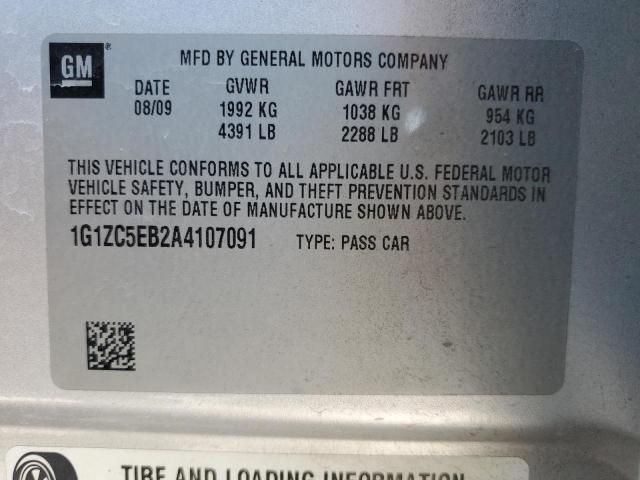 GM®
MFD BY GENERAL MOTORS COMPANY
DATE GVWR GAWR FRT GAWR RR
08/09 1992 KG 1038 KG 954 KG
4391 LB 2288 LB 2103 LB
THIS VEHICLE CONFORMS TO ALL APPLICABLE U.S. FEDERAL MOTOR
VEHICLE SAFETY, BUMPER, AND THEFT PREVENTION STANDARDS IN
EFFECT ON THE DATE OF MANUFACTURE SHOWN ABOVE.
1G1ZC5EB2A4107091 TYPE: PASS CAR
TIRE AND LOADING INFORMATION